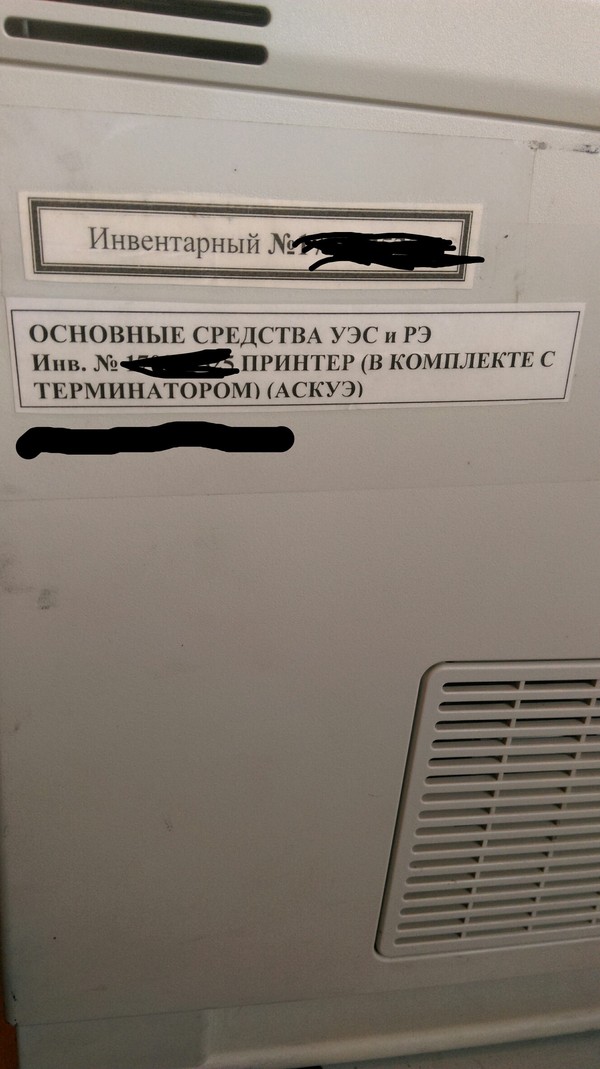 Инвентарный №
ОСНОВНЫЕ СРЕДСТВА УЭС и РЭ
Инв. № ПРИНТЕР (В КОМПЛЕКТЕ С
ТЕРМИНАТОРОМ) (АСКУЭ)